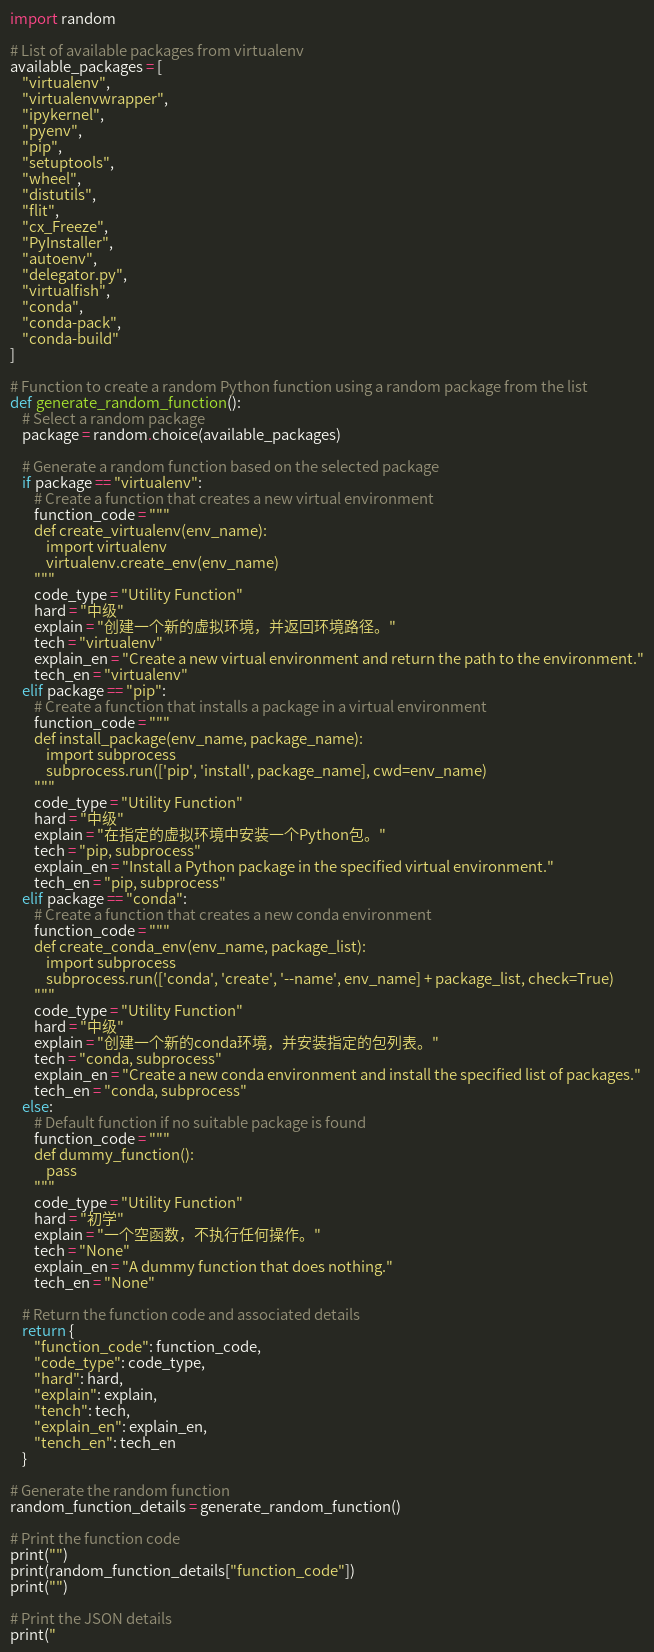 import random

# List of available packages from virtualenv
available_packages = [
    "virtualenv",
    "virtualenvwrapper",
    "ipykernel",
    "pyenv",
    "pip",
    "setuptools",
    "wheel",
    "distutils",
    "flit",
    "cx_Freeze",
    "PyInstaller",
    "autoenv",
    "delegator.py",
    "virtualfish",
    "conda",
    "conda-pack",
    "conda-build"
]

# Function to create a random Python function using a random package from the list
def generate_random_function():
    # Select a random package
    package = random.choice(available_packages)

    # Generate a random function based on the selected package
    if package == "virtualenv":
        # Create a function that creates a new virtual environment
        function_code = """
        def create_virtualenv(env_name):
            import virtualenv
            virtualenv.create_env(env_name)
        """
        code_type = "Utility Function"
        hard = "中级"
        explain = "创建一个新的虚拟环境，并返回环境路径。"
        tech = "virtualenv"
        explain_en = "Create a new virtual environment and return the path to the environment."
        tech_en = "virtualenv"
    elif package == "pip":
        # Create a function that installs a package in a virtual environment
        function_code = """
        def install_package(env_name, package_name):
            import subprocess
            subprocess.run(['pip', 'install', package_name], cwd=env_name)
        """
        code_type = "Utility Function"
        hard = "中级"
        explain = "在指定的虚拟环境中安装一个Python包。"
        tech = "pip, subprocess"
        explain_en = "Install a Python package in the specified virtual environment."
        tech_en = "pip, subprocess"
    elif package == "conda":
        # Create a function that creates a new conda environment
        function_code = """
        def create_conda_env(env_name, package_list):
            import subprocess
            subprocess.run(['conda', 'create', '--name', env_name] + package_list, check=True)
        """
        code_type = "Utility Function"
        hard = "中级"
        explain = "创建一个新的conda环境，并安装指定的包列表。"
        tech = "conda, subprocess"
        explain_en = "Create a new conda environment and install the specified list of packages."
        tech_en = "conda, subprocess"
    else:
        # Default function if no suitable package is found
        function_code = """
        def dummy_function():
            pass
        """
        code_type = "Utility Function"
        hard = "初学"
        explain = "一个空函数，不执行任何操作。"
        tech = "None"
        explain_en = "A dummy function that does nothing."
        tech_en = "None"

    # Return the function code and associated details
    return {
        "function_code": function_code,
        "code_type": code_type,
        "hard": hard,
        "explain": explain,
        "tench": tech,
        "explain_en": explain_en,
        "tench_en": tech_en
    }

# Generate the random function
random_function_details = generate_random_function()

# Print the function code
print("")
print(random_function_details["function_code"])
print("")

# Print the JSON details
print("